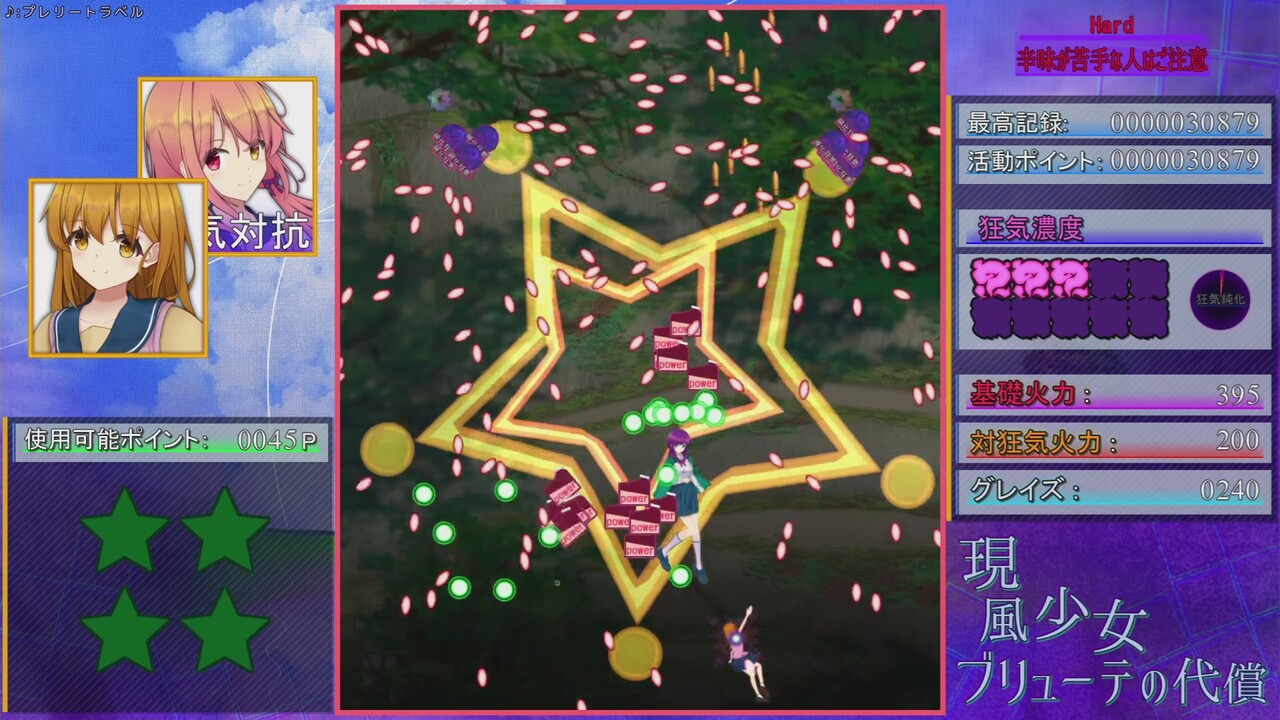 ♪:プレリートラベル
気対抗
使用可能ポイント: 0045P
power
power
power
power
power
power
power
power
power
power
power
Hard
辛味が苦手な人はご注意
最高記録: 0000030879
活動ポイント: 0000030879
狂気濃度
狂気純化
基礎火力: 395
対狂気火力: 200
グレイズ: 0240
現
風少女
ブリューテの代償